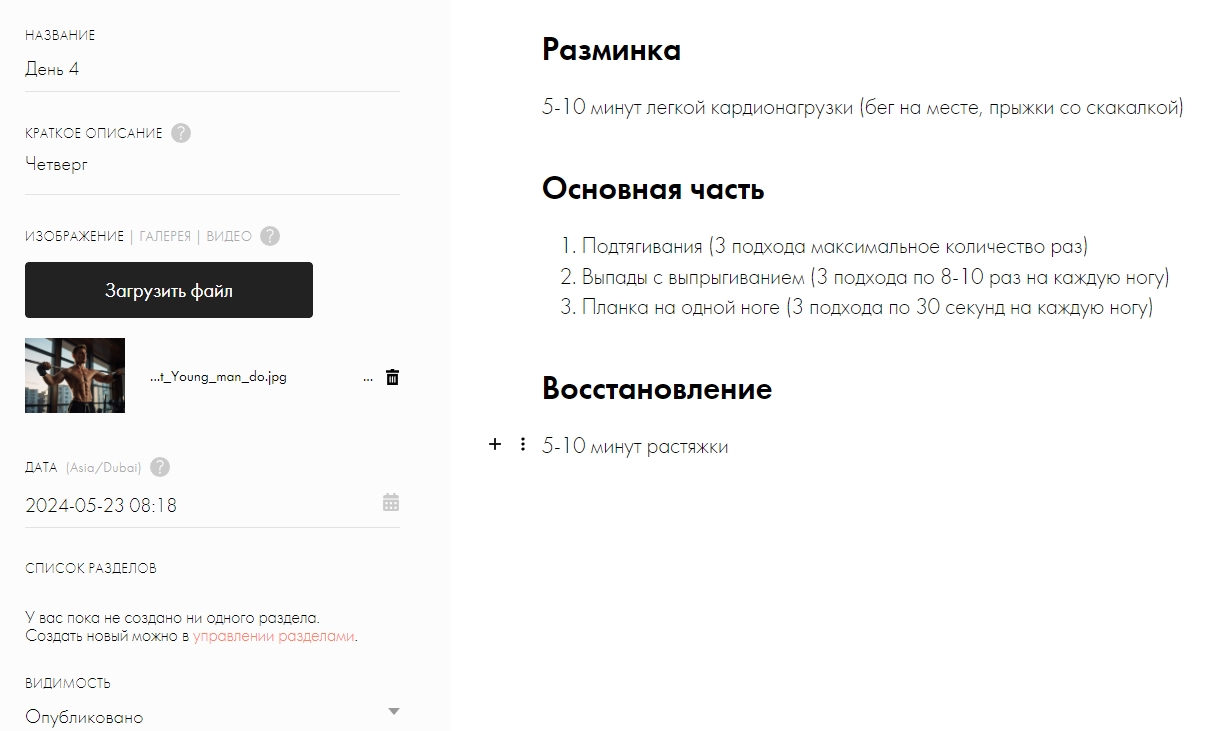 НАЗВАНИЕ
День 4
КРАТКОЕ ОПИСАНИЕ ?
Четверг
ИЗОБРАЖЕНИЕ | ГАЛЕРЕЯ | ВИДЕО ?
Загрузить файл
...t_Young_man_do.jpg ...
ДАТА (Asia/Dubai) ?
2024-05-23 08:18
СПИСОК РАЗДЕЛОВ
У вас пока не создано ни одного раздела.
Создать новый можно в управлении разделами.
ВИДИМОСТЬ
Опубликовано
Разминка
5-10 минут легкой кардионагрузки (бег на месте, прыжки со скакалкой)
Основная часть
1. Подтягивания (3 подхода максимальное количество раз)
2. Выпады с выпрыгиванием (3 подхода по 8-10 раз на каждую ногу)
3. Планка на одной ноге (3 подхода по 30 секунд на каждую ногу)
Восстановление
5-10 минут растяжки